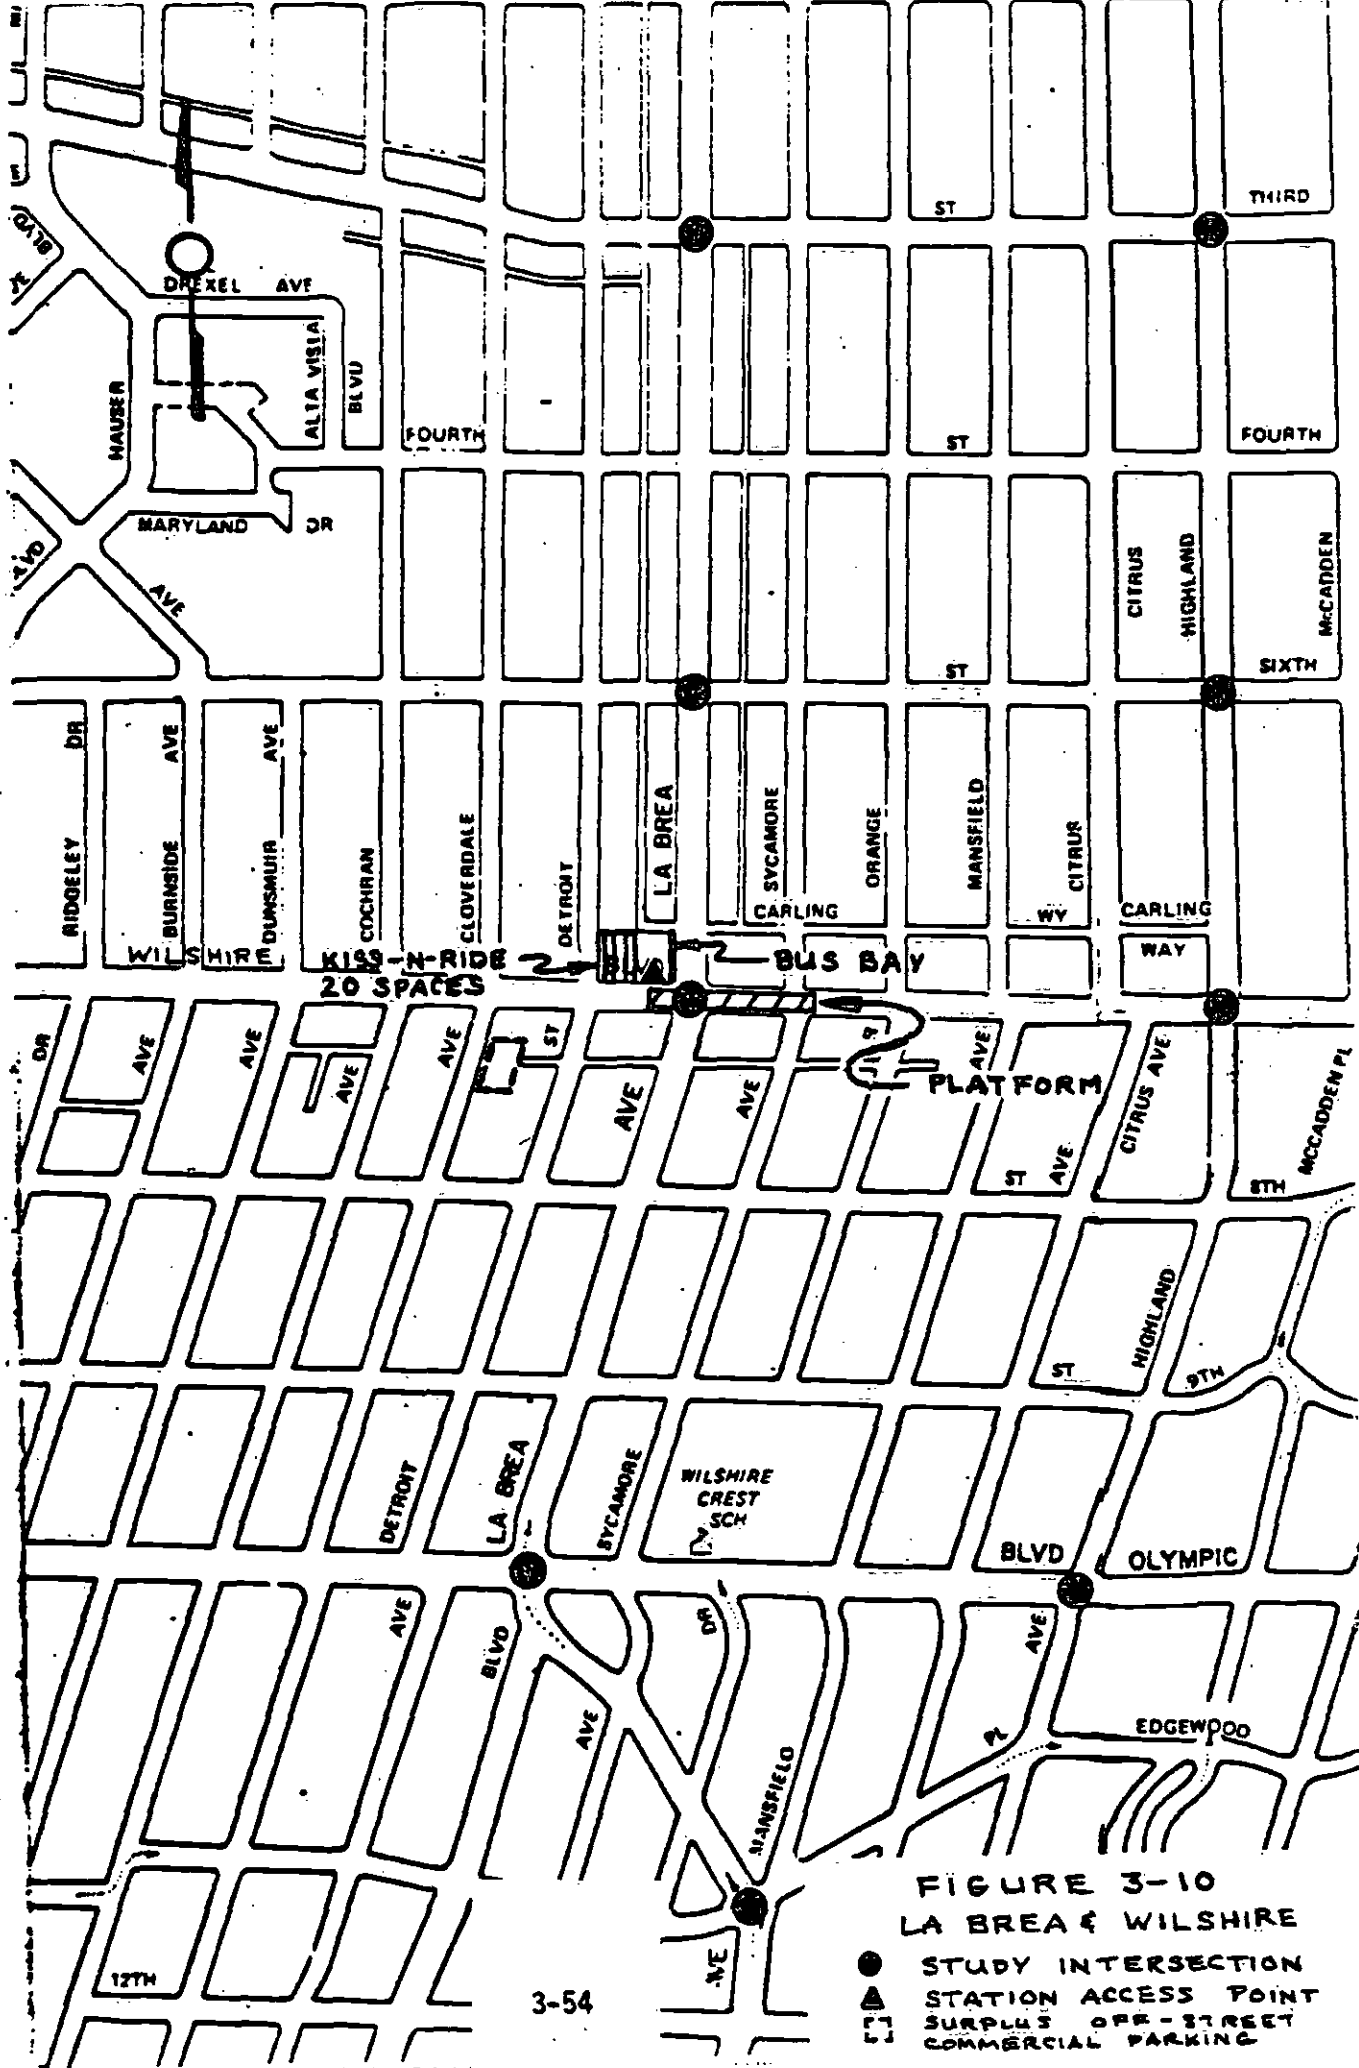 THIRD
ST
BLVD
DREXEL AVE
HAUSER
ALTA VISTA
BLVD
FOURTH
ST
FOURTH
MARYLAND DR
AVE
CITRUS
HIGHLAND
McCADDEN
ST
SIXTH
RIDGELEY DR
BURNSIDE AVE
DUNSMUIR AVE
COCHRAN
CLOVERDALE
DETROIT
LA BREA
SYCAMORE
ORANGE
MANSFIELD
CITRUS
CARLING
WY
CARLING
WAY
WILSHIRE
KISS-N-RIDE
20 SPACES
BUS BAY
PLATFORM
DR
AVE
AVE
AVE
AVE
ST
AVE
AVE
AVE
CITRUS AVE
MCCADDEN PL
ST
AVE
8TH
HIGHLAND
ST
9TH
DETROIT
LA BREA
SYCAMORE
WILSHIRE
CREST
SCH
BLVD
OLYMPIC
AVE
BLVD
DR
AVE
AVE
PL
EDGEWOOD
MANSFIELD
AVE
12TH
3-54
FIGURE 3-10
LA BREA & WILSHIRE
STUDY INTERSECTION
STATION ACCESS POINT
SURPLUS OFF-STREET
COMMERCIAL PARKING